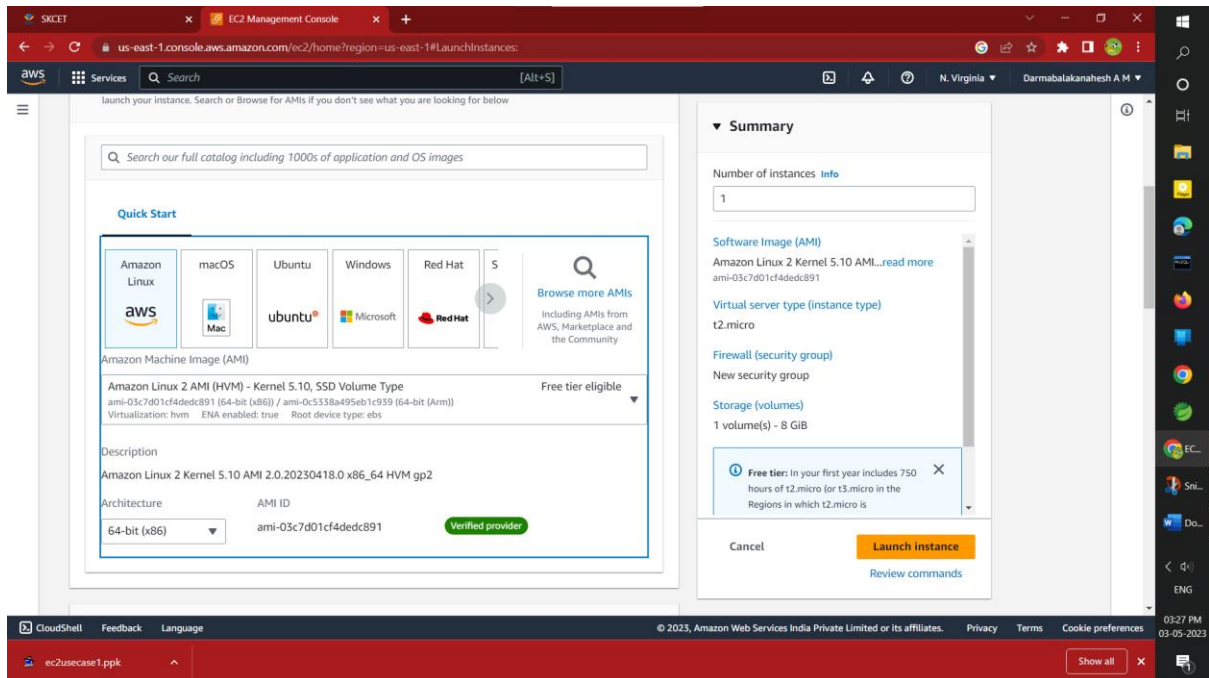 SKCET
EC2 Management Console
us-east-1.console.aws.amazon.com/ec2/home?region=us-east-1#LaunchInstances:
aws
Services
Search
[Alt+S]
N. Virginia
Darmabalakanahesh A M
launch your instance. Search or Browse for AMIs if you don't see what you are looking for below
Search our full catalog including 1000s of application and OS images
Quick Start
Amazon Linux
aws
macOS
Mac
Ubuntu
ubuntu
Windows
Microsoft
Red Hat
Red Hat
S
Browse more AMIs
Including AMIs from
AWS, Marketplace and
the Community
Amazon Machine Image (AMI)
Amazon Linux 2 AMI (HVM) - Kernel 5.10, SSD Volume Type
Free tier eligible
ami-03c7d01cf4dedc891 (64-bit (x86)) / ami-0c5338a495eb1c939 (64-bit (Arm))
Virtualization: hvm ENA enabled: true Root device type: ebs
Description
Amazon Linux 2 Kernel 5.10 AMI 2.0.20230418.0 x86_64 HVM gp2
Architecture
AMI ID
64-bit (x86)
ami-03c7d01cf4dedc891
Verified provider
Summary
Number of instances Info
1
Software Image (AMI)
Amazon Linux 2 Kernel 5.10 AMI...read more
ami-03c7d01cf4dedc891
Virtual server type (instance type)
t2.micro
Firewall (security group)
New security group
Storage (volumes)
1 volume(s) - 8 GiB
Free tier: In your first year includes 750
hours of t2.micro (or t3.micro in the
Regions in which t2.micro is
Cancel
Launch instance
Review commands
CloudShell
Feedback
Language
© 2023, Amazon Web Services India Private Limited or its affiliates.
Privacy
Terms
Cookie preferences
ec2usecase1.ppk
Show all
EC...
Sni...
Do...
ENG
03:27 PM
03-05-2023
1